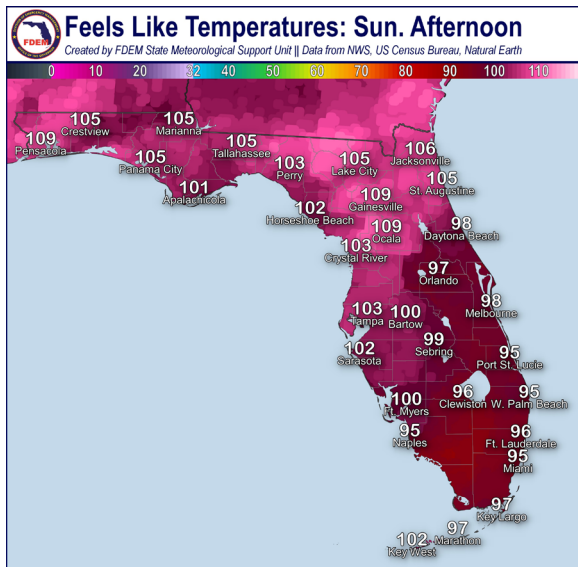 Feels Like Temperatures: Sun. Afternoon
Created by FDEM State Meteorological Support Unit || Data from NWS, US Census Bureau, Natural Earth
FDEM
0 10 20 32 40 50 60 70 80 90 100 110
105
Crestview
105
Marianna
109
Pensacola
105
Panama City
101
Apalachicola
105
Tallahassee
103
Perry
105
Lake City
106
Jacksonville
105
St. Augustine
109
Gainesville
102
Horseshoe Beach
109
Ocala
98
Daytona Beach
103
Crystal River
97
Orlando
98
Melbourne
103
Tampa
100
Bartow
99
Sebring
102
Sarasota
95
Port St. Lucie
100
Ft. Myers
96
Clewiston
95
W. Palm Beach
95
Naples
96
Ft. Lauderdale
95
Miami
97
Key Largo
97
Marathon
102
Key West